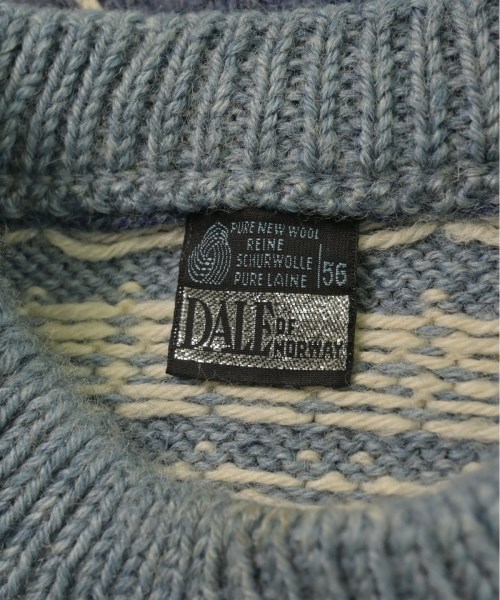 PURE NEW WOOL
REINE
SCHURWOLLE
PURE LAINE
56
DALE OF
NORWAY